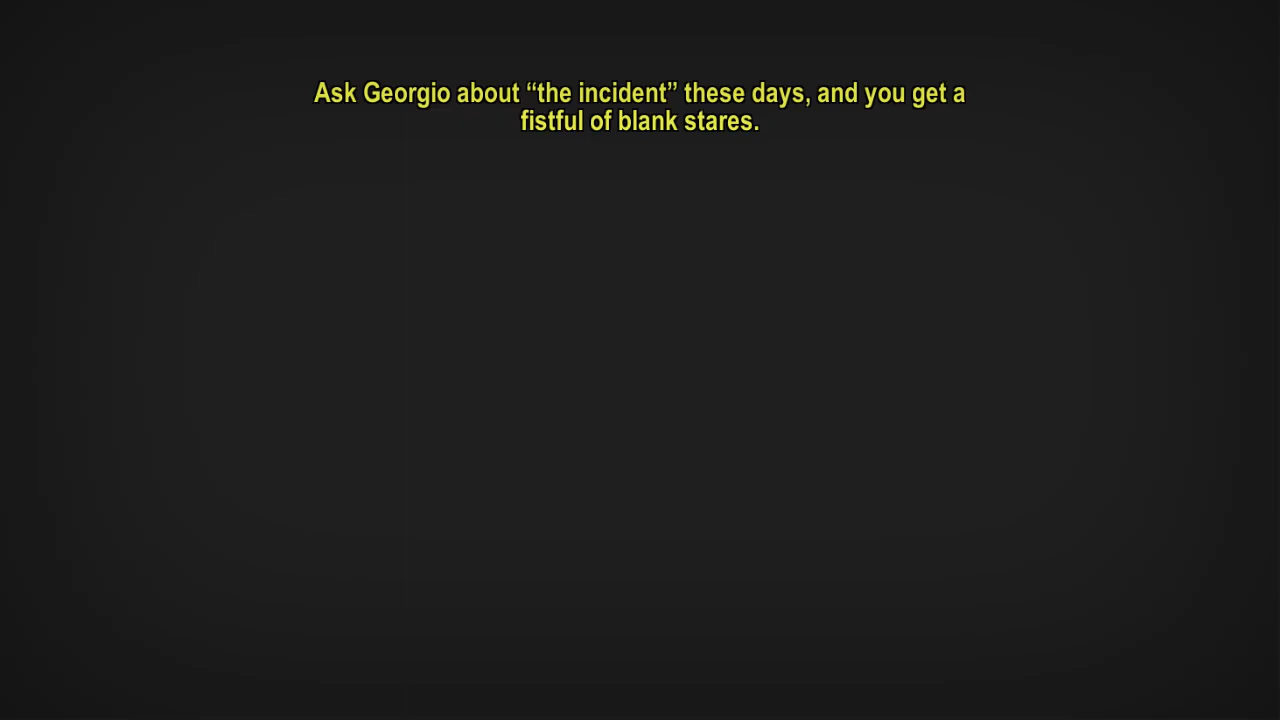 Ask Georgio about “the incident” these days, and you get a
fistful of blank stares.